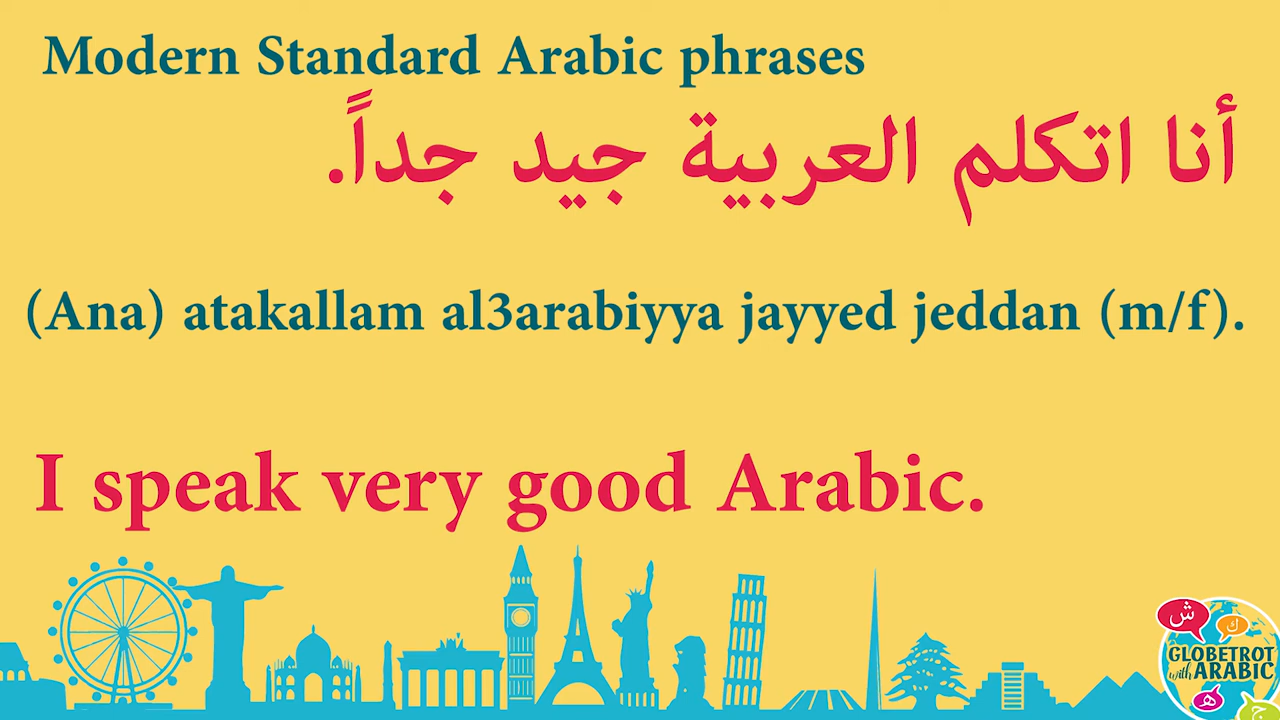 Modern Standard Arabic phrases
أنا اتكلم العربية جيد جداً.
(Ana) atakallam al3arabiyya jayyed jeddan (m/f).
I speak very good Arabic.
ش
ك
GLOBETROT
with ARABIC
ه
ح